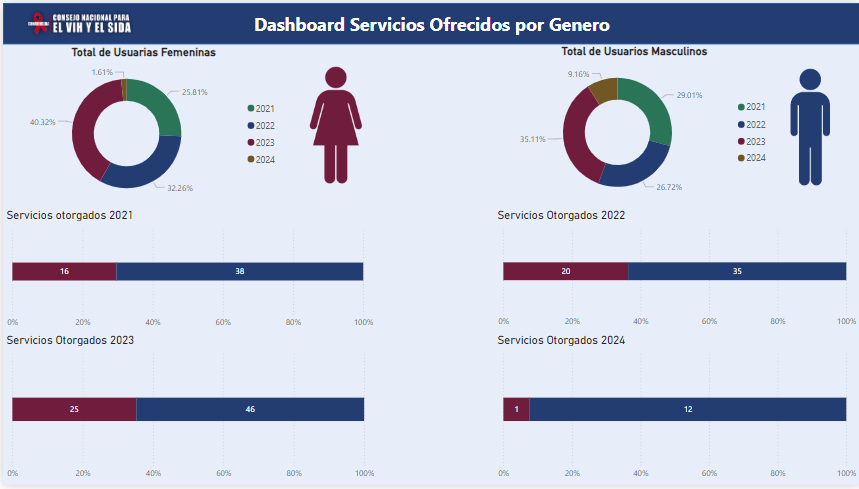 CONSEJO NACIONAL PARA
EL VIH Y EL SIDA
Dashboard Servicios Ofrecidos por Genero
Total de Usuarias Femeninas
1.61%
25.81%
40.32%
32.26%
2021
2022
2023
2024
Total de Usuarios Masculinos
9.16%
29.01%
35.11%
26.72%
2021
2022
2023
2024
Servicios otorgados 2021
16 38
0% 20% 40% 60% 80% 100%
Servicios Otorgados 2022
20 35
0% 20% 40% 60% 80% 100%
Servicios Otorgados 2023
25 46
0% 20% 40% 60% 80% 100%
Servicios Otorgados 2024
1 12
0% 20% 40% 60% 80% 100%